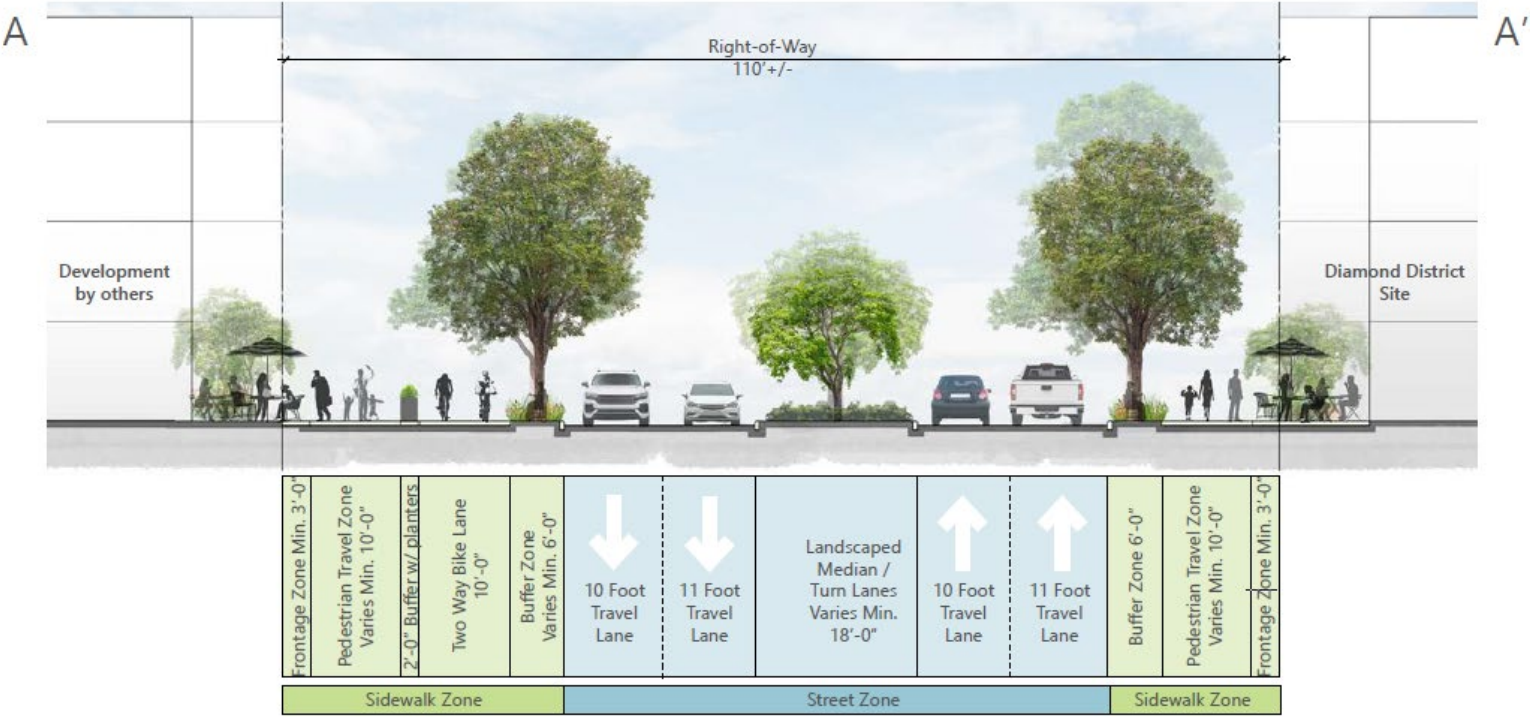 A
A′
Right-of-Way
110′+/-
Development
by others
Diamond District
Site
Frontage Zone Min. 3′-0″
Pedestrian Travel Zone
Varies Min. 10′-0″
2′-0″ Buffer w/ planters
Two Way Bike Lane
10′-0″
Buffer Zone
Varies Min. 6′-0″
10 Foot
Travel
Lane
11 Foot
Travel
Lane
Landscaped
Median /
Turn Lanes
Varies Min.
18′-0″
10 Foot
Travel
Lane
11 Foot
Travel
Lane
Buffer Zone 6′-0″
Pedestrian Travel Zone
Varies Min. 10′-0″
Frontage Zone Min. 3′-0″
Sidewalk Zone
Street Zone
Sidewalk Zone